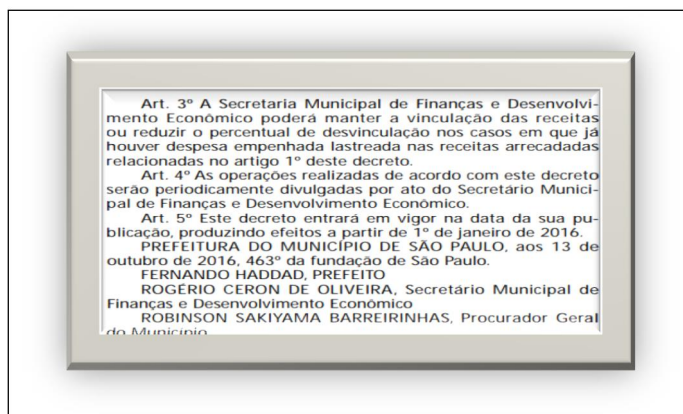 Art. 3º A Secretaria Municipal de Finanças e Desenvolvi-
mento Econômico poderá manter a vinculação das receitas
ou reduzir o percentual de desvinculação nos casos em que já
houver despesa empenhada lastreada nas receitas arrecadadas
relacionadas no artigo 1º deste decreto.
Art. 4º As operações realizadas de acordo com este decreto
serão periodicamente divulgadas por ato do Secretário Munici-
pal de Finanças e Desenvolvimento Econômico.
Art. 5º Este decreto entrará em vigor na data da sua pu-
blicação, produzindo efeitos a partir de 1º de janeiro de 2016.
PREFEITURA DO MUNICÍPIO DE SÃO PAULO, aos 13 de
outubro de 2016, 463º da fundação de São Paulo.
FERNANDO HADDAD, PREFEITO
ROGÉRIO CERON DE OLIVEIRA, Secretário Municipal de
Finanças e Desenvolvimento Econômico
ROBINSON SAKIYAMA BARREIRINHAS, Procurador Geral
do Município